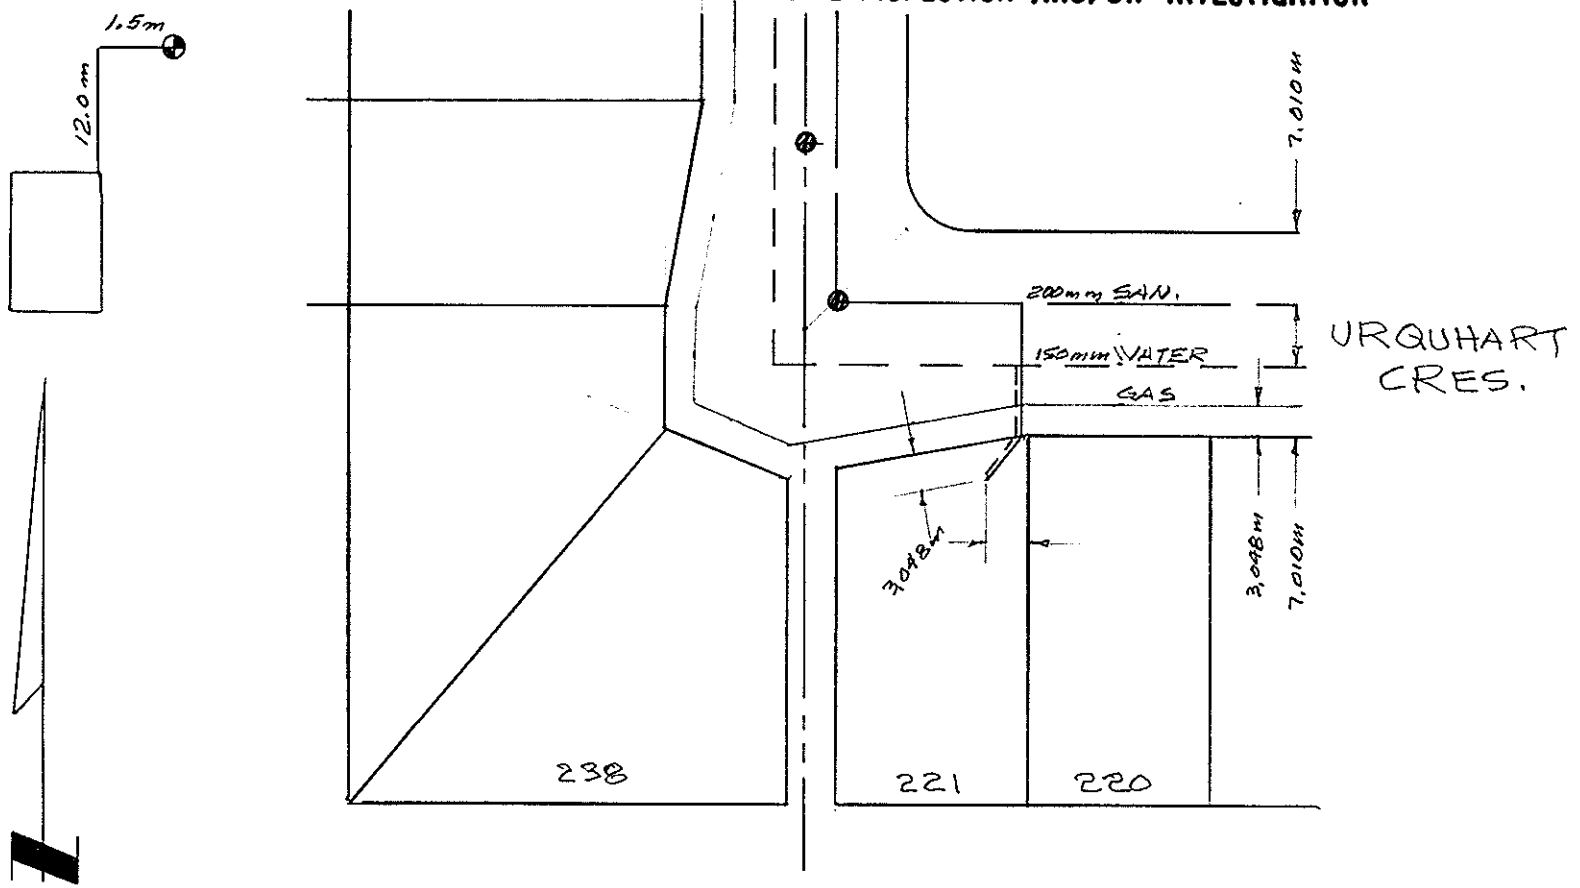 INVESTIGATION
1.5m
12.0m
7.010m
200mm SAN.
150mm WATER
GAS
URQUHART
CRES.
3.048m
3.048m
7.010m
238
221
220